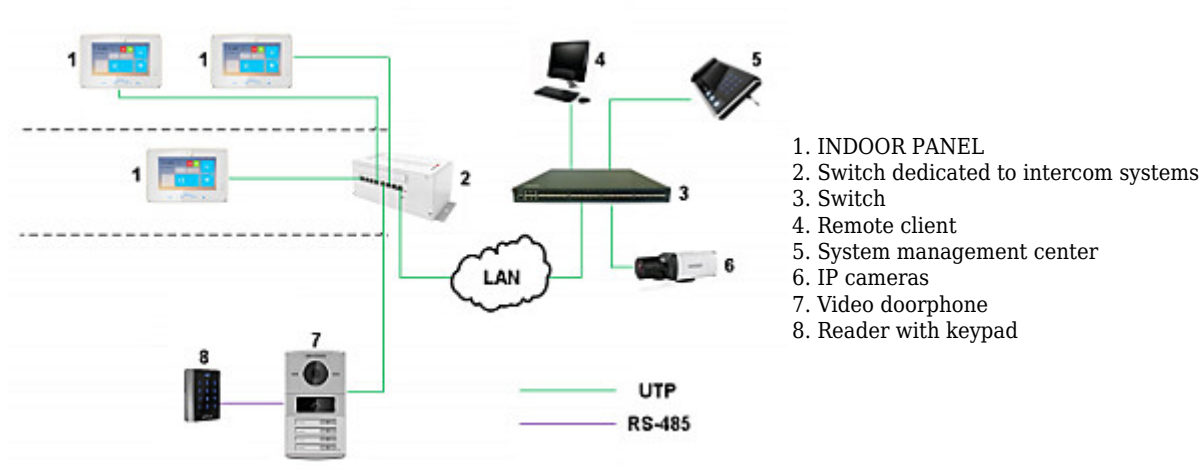 1
1
4
5
1
2
3
LAN
6
7
8
UTP
RS-485
1. INDOOR PANEL
2. Switch dedicated to intercom systems
3. Switch
4. Remote client
5. System management center
6. IP cameras
7. Video doorphone
8. Reader with keypad